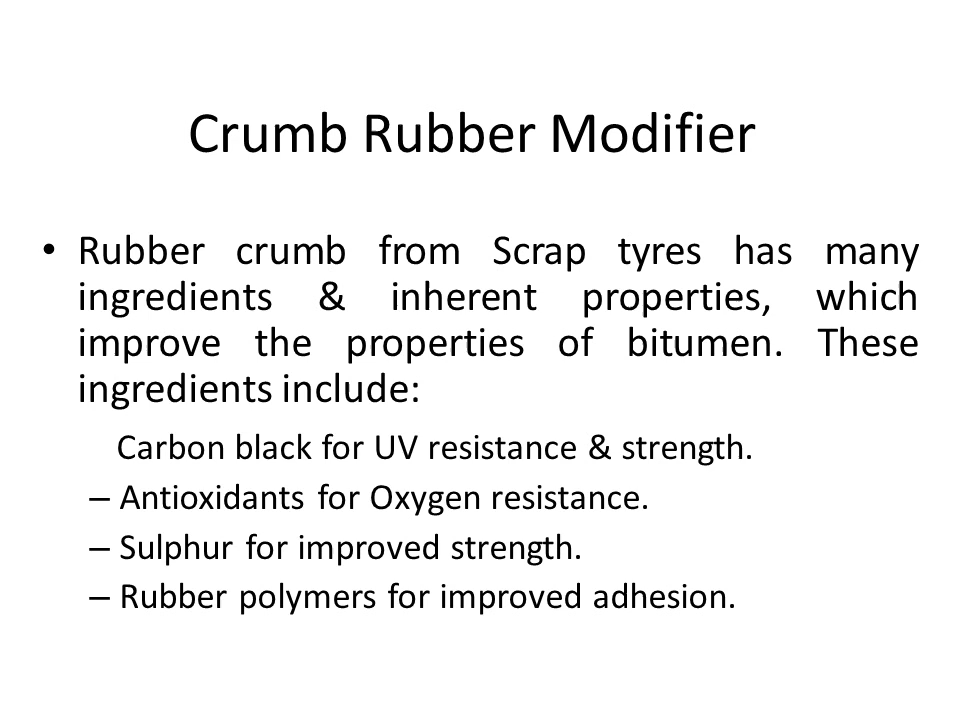 Crumb Rubber Modifier
• Rubber crumb from Scrap tyres has many
ingredients & inherent properties, which
improve the properties of bitumen. These
ingredients include:
Carbon black for UV resistance & strength.
– Antioxidants for Oxygen resistance.
– Sulphur for improved strength.
– Rubber polymers for improved adhesion.